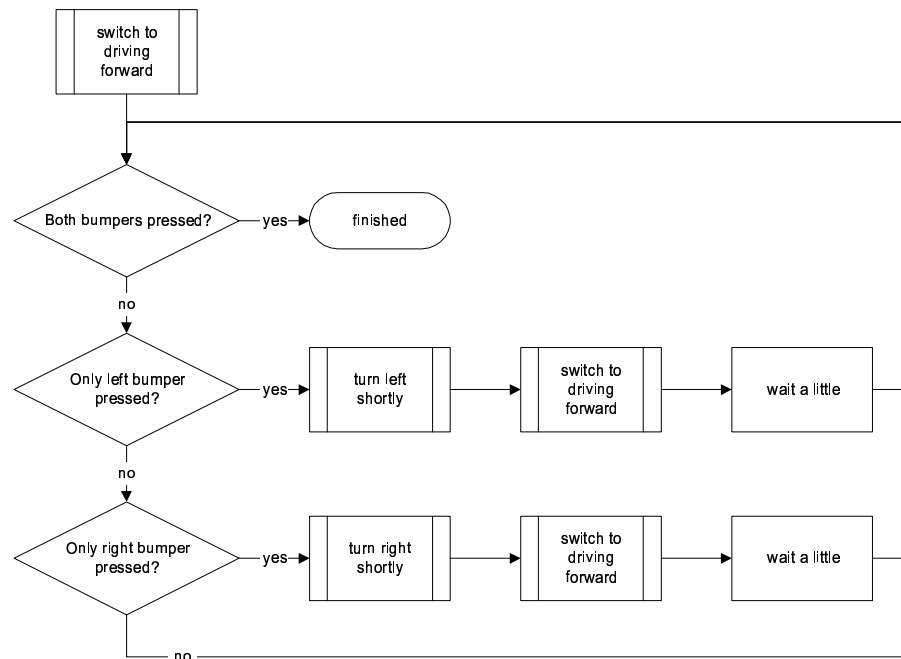 switch to
driving
forward
Both bumpers pressed?
yes
finished
no
Only left bumper
pressed?
yes
turn left
shortly
switch to
driving
forward
wait a little
no
Only right bumper
pressed?
yes
turn right
shortly
switch to
driving
forward
wait a little
no